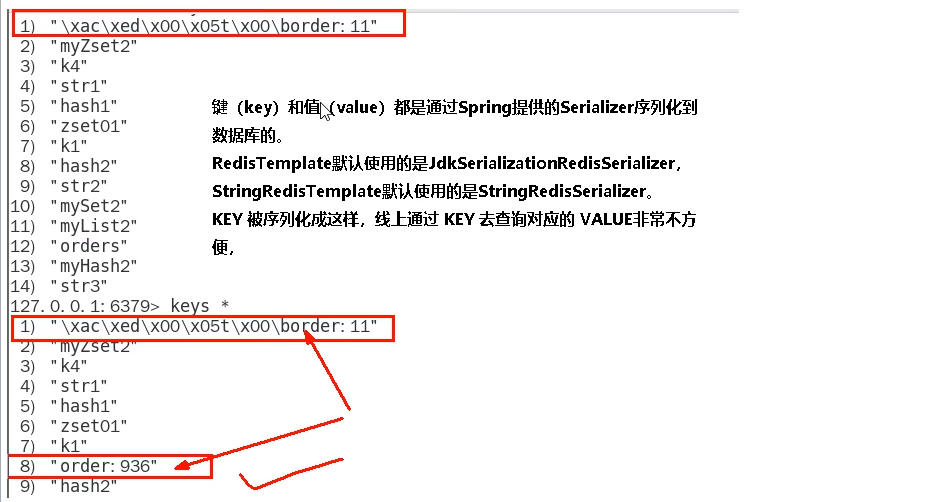 1) "\xac\xed\x00\x05t\x00\border:11"
2) "myZset2"
3) "k4"
4) "str1"
5) "hash1"
6) "zset01"
7) "k1"
8) "hash2"
9) "str2"
10) "mySet2"
11) "myList2"
12) "orders"
13) "myHash2"
14) "str3"
键（key）和值（value）都是通过Spring提供的Serializer序列化到
数据库的。
RedisTemplate默认使用的是JdkSerializationRedisSerializer，
StringRedisTemplate默认使用的是StringRedisSerializer。
KEY 被序列化成这样，线上通过 KEY 去查询对应的 VALUE非常不方
便，
127.0.0.1:6379> keys *
1) "\xac\xed\x00\x05t\x00\border:11"
2) "myZset2"
3) "k4"
4) "str1"
5) "hash1"
6) "zset01"
7) "k1"
8) "order:936"
9) "hash2"